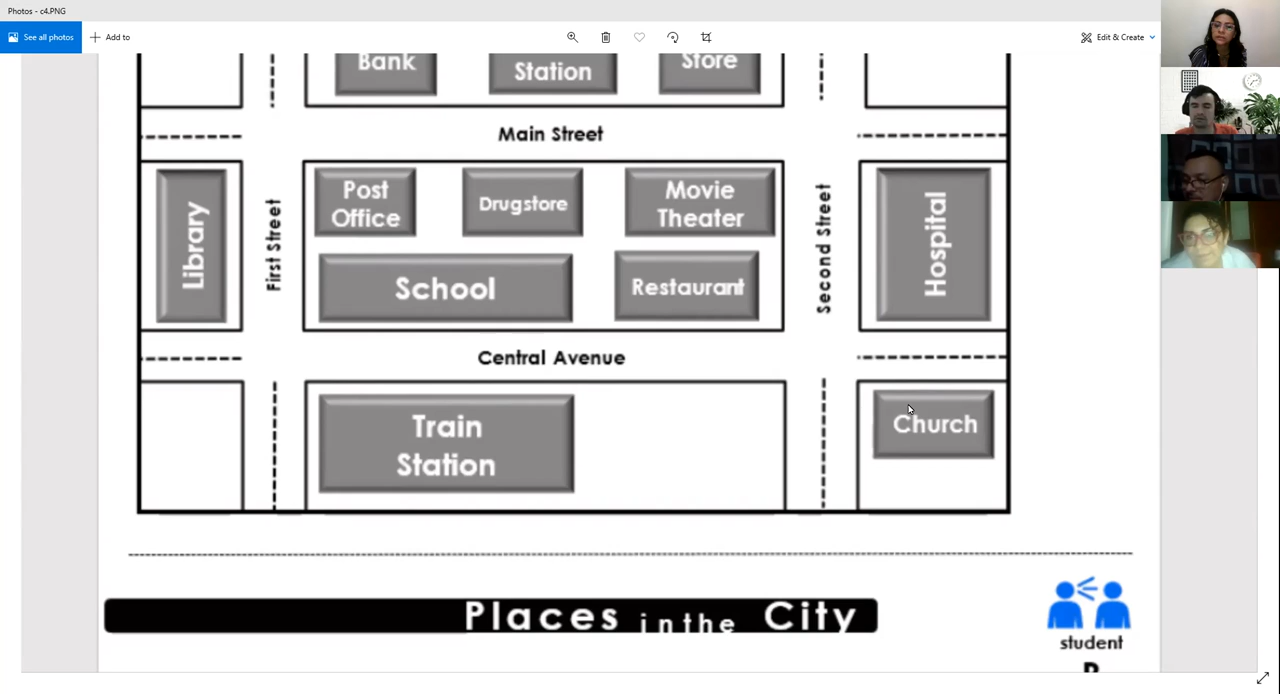 Photos - c4.PNG
See all photos
Add to
Edit & Create
Bank
Station
Store
Main Street
Library
First Street
Post
Office
Drugstore
Movie
Theater
School
Restaurant
Second Street
Hospital
Central Avenue
Train
Station
Church
Places in the City
student